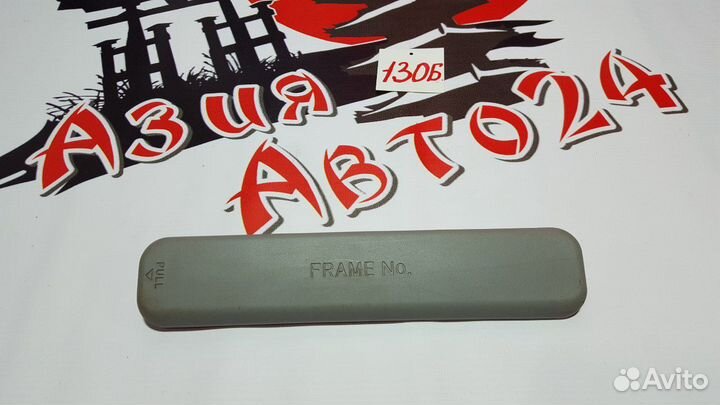 130Б
Азия
Авто24
FRAME No.
PULL
Avito